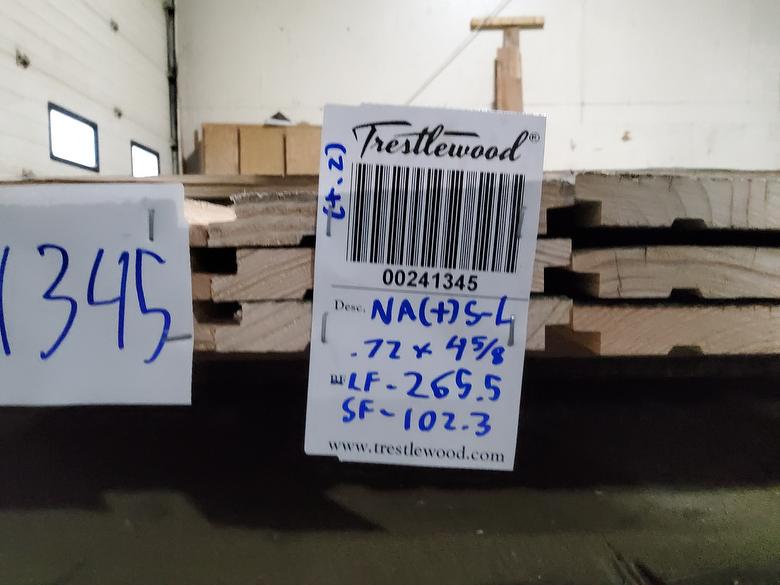 1345
Trestlewood®
(+.2)
00241345
Desc. NA(+)S-L
.72 x 4 5/8
BF LF - 265.5
SF - 102.3
www.trestlewood.com